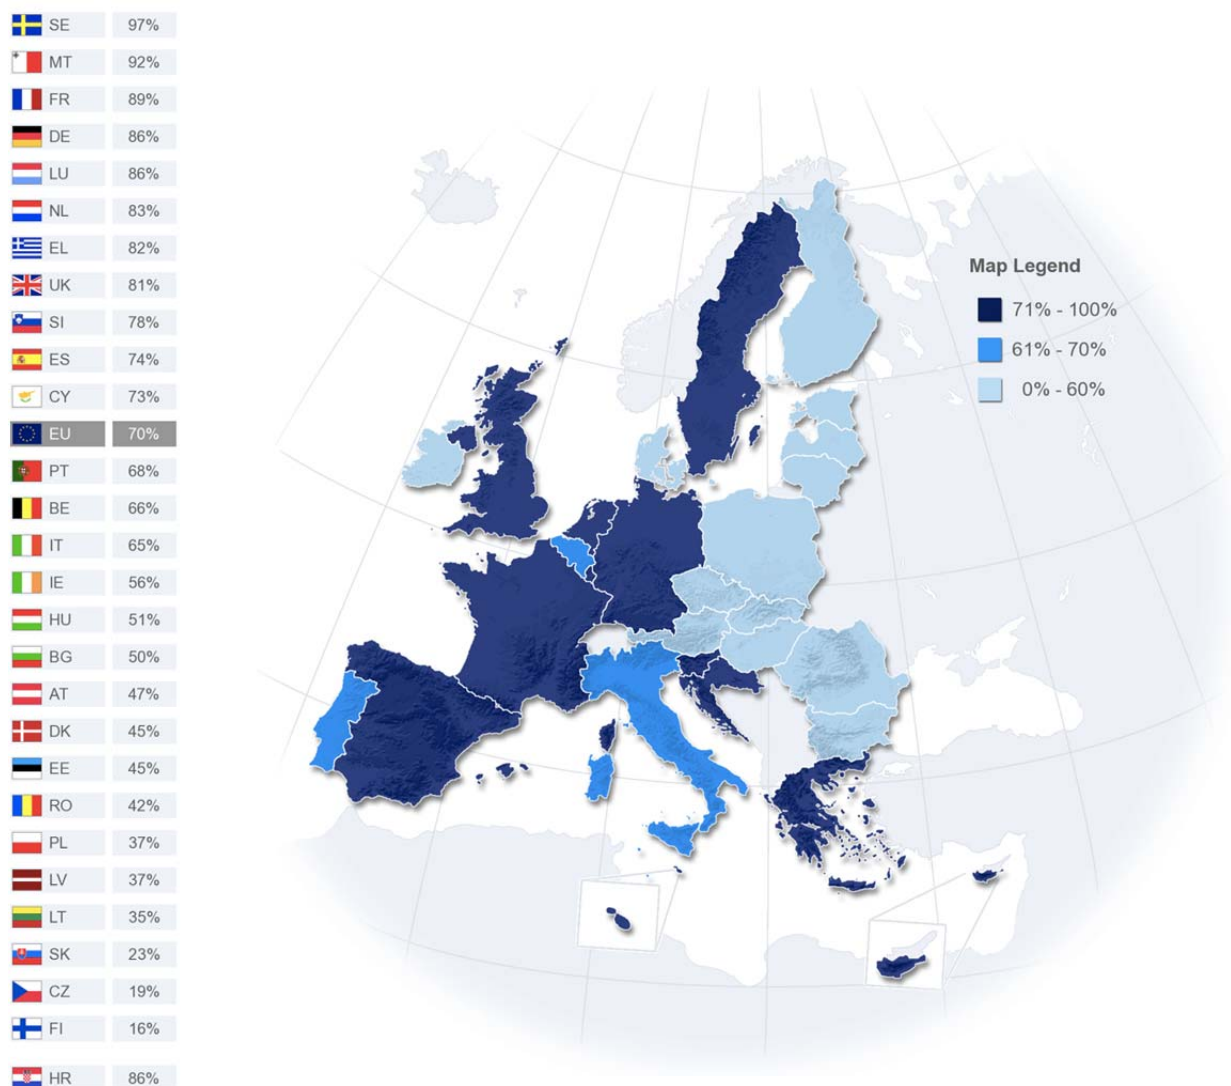 SE 97%
MT 92%
FR 89%
DE 86%
LU 86%
NL 83%
EL 82%
UK 81%
SI 78%
ES 74%
CY 73%
EU 70%
PT 68%
BE 66%
IT 65%
IE 56%
HU 51%
BG 50%
AT 47%
DK 45%
EE 45%
RO 42%
PL 37%
LV 37%
LT 35%
SK 23%
CZ 19%
FI 16%
HR 86%
Map Legend
71% - 100%
61% - 70%
0% - 60%